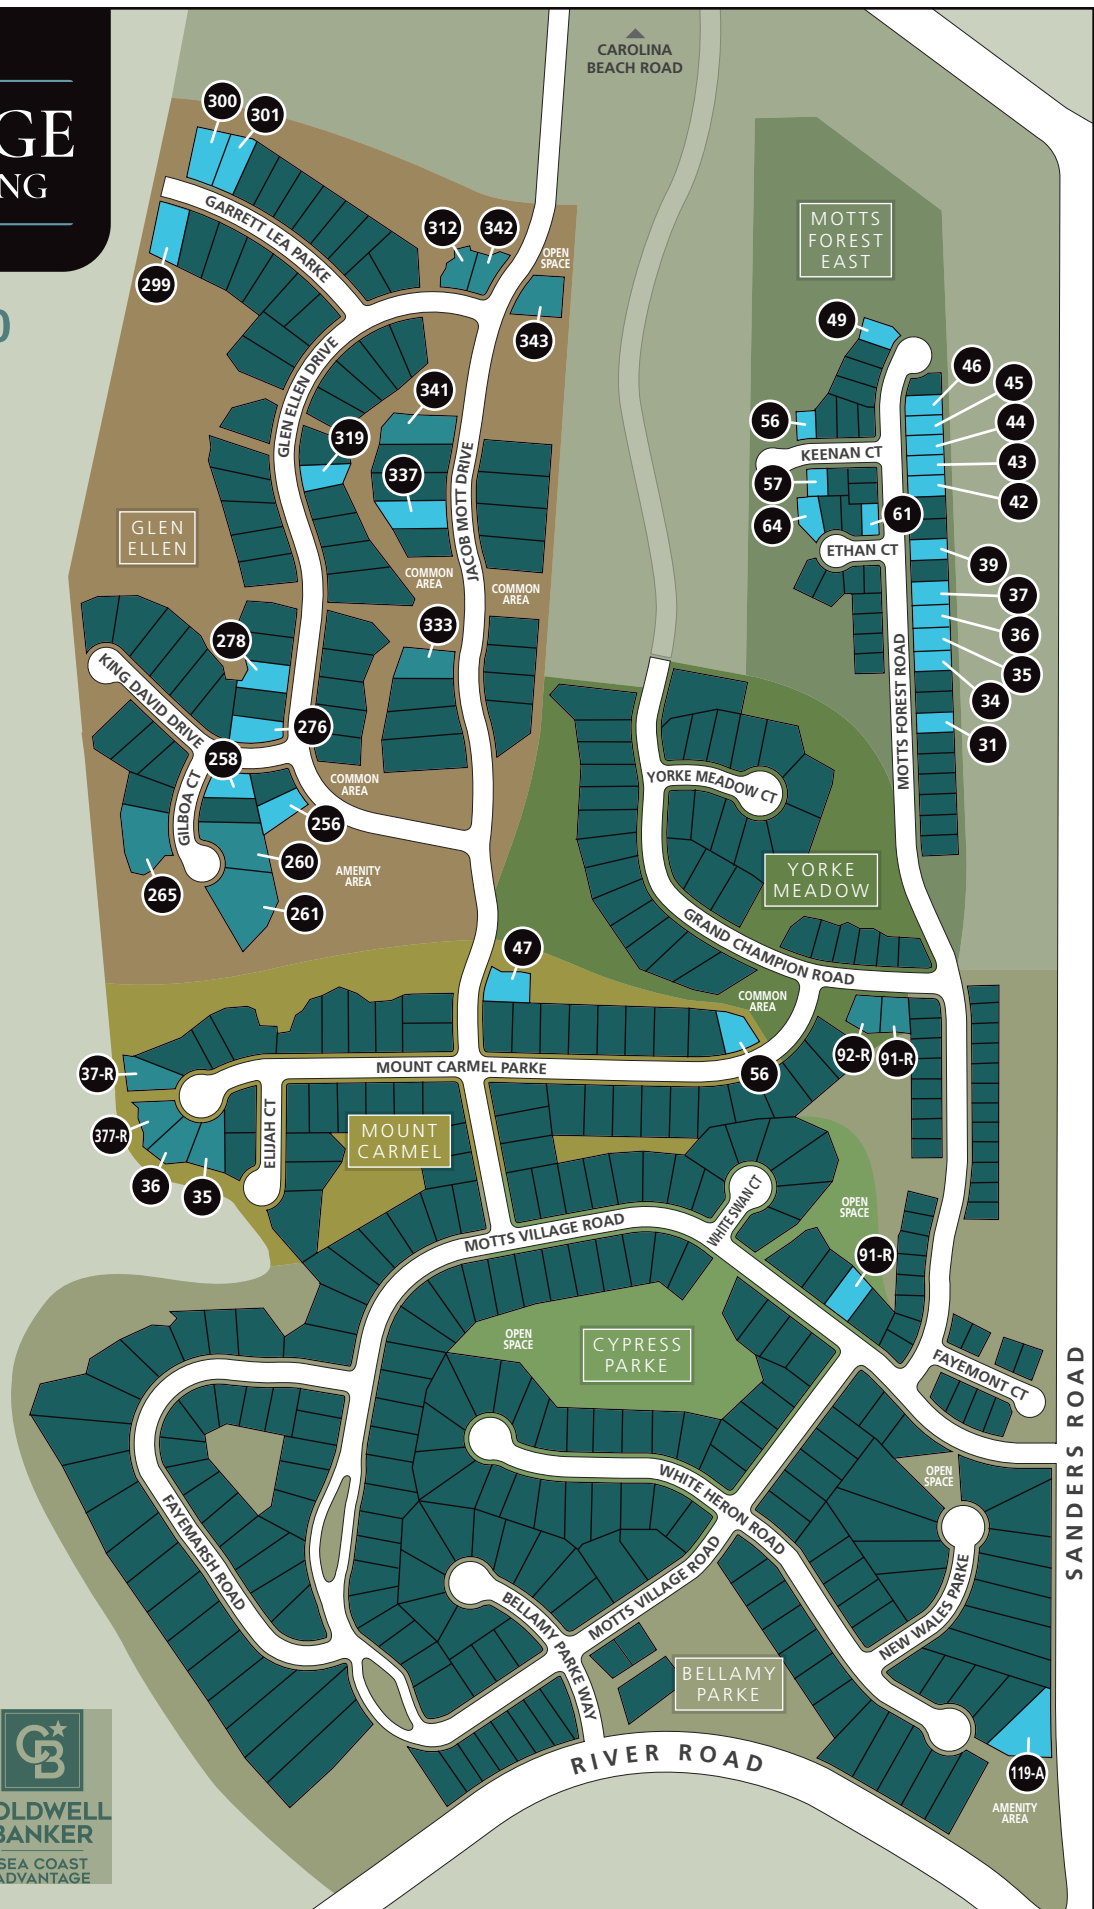 GE
NG
CAROLINA
BEACH ROAD
300
301
GARRETT LEA PARKE
299
312
342
OPEN
SPACE
343
MOTTS
FOREST
EAST
49
46
45
44
43
42
56
KEENAN CT
57
64
61
ETHAN CT
39
37
36
35
34
31
MOTTS FOREST ROAD
GLEN ELLEN DRIVE
341
319
337
JACOB MOTT DRIVE
GLEN
ELLEN
COMMON
AREA
COMMON
AREA
333
278
KING DAVID DRIVE
276
258
GILBOA CT
COMMON
AREA
256
260
AMENITY
AREA
265
261
YORKE MEADOW CT
YORKE
MEADOW
GRAND CHAMPION ROAD
47
COMMON
AREA
92-R
91-R
56
37-R
MOUNT CARMEL PARKE
377-R
ELIJAH CT
MOUNT
CARMEL
36
35
WHITE SWAN CT
OPEN
SPACE
MOTTS VILLAGE ROAD
91-R
OPEN
SPACE
CYPRESS
PARKE
FAYEMONT CT
SANDERS ROAD
WHITE HERON ROAD
OPEN
SPACE
FAYEMARSH ROAD
BELLAMY PARKE WAY
MOTTS VILLAGE ROAD
NEW WALES PARKE
BELLAMY
PARKE
RIVER ROAD
119-A
AMENITY
AREA
CB
OLDWELL
BANKER
SEA COAST
ADVANTAGE